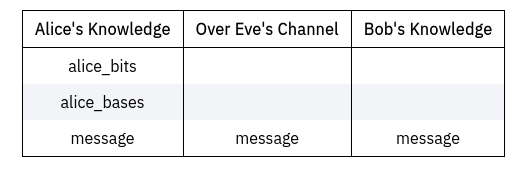 Alice's Knowledge Over Eve's Channel Bob's Knowledge
alice_bits
alice_bases
message message message